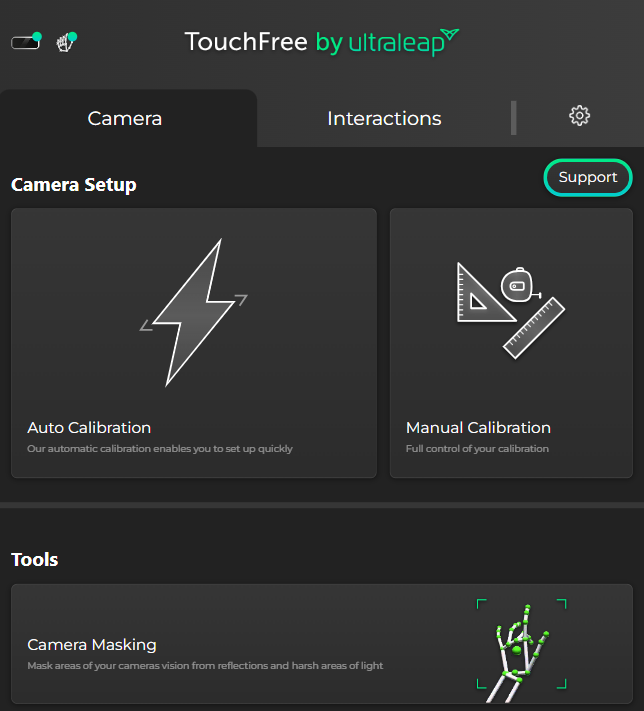 TouchFree by ultraleap
Camera
Interactions
Camera Setup
Support
Auto Calibration
Our automatic calibration enables you to set up quickly
Manual Calibration
Full control of your calibration
Tools
Camera Masking
Mask areas of your cameras vision from reflections and harsh areas of light